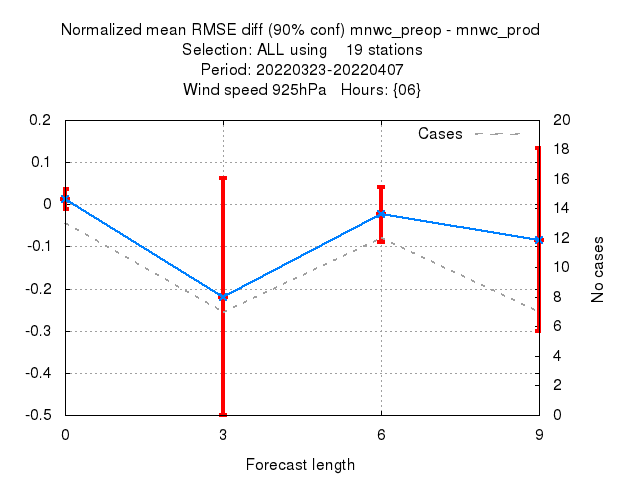 Normalized mean RMSE diff (90% conf) mnwc_preop - mnwc_prod
Selection: ALL using 19 stations
Period: 20220323-20220407
Wind speed 925hPa Hours: {06}
Cases
0.2
0.1
0
-0.1
-0.2
-0.3
-0.4
-0.5
20
18
16
14
12
10
8
6
4
2
0
No cases
0 3 6 9
Forecast length